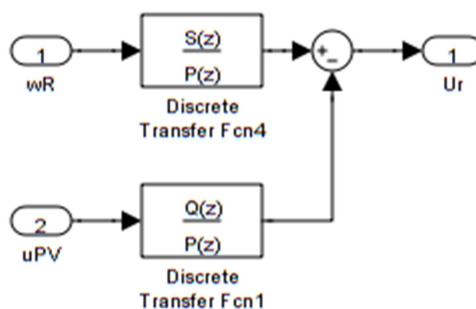 S(z)
P(z)
1
wR
Discrete
Transfer Fcn4
+
-
1
Ur
Q(z)
P(z)
2
uPV
Discrete
Transfer Fcn1